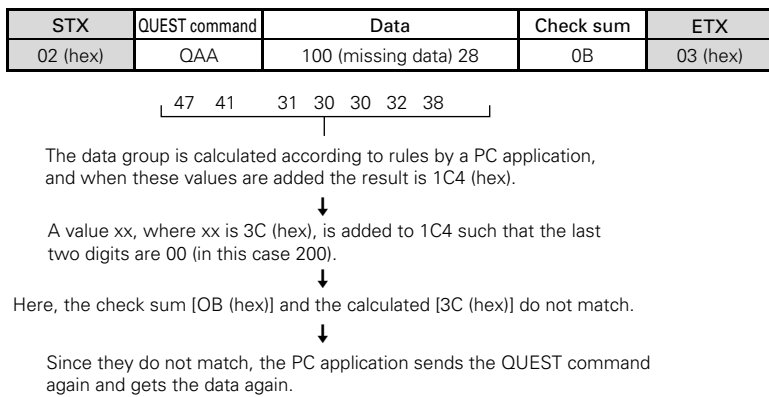 STX QUEST command Data Check sum ETX
02 (hex) QAA 100 (missing data) 28 0B 03 (hex)
47 41 31 30 30 32 38
The data group is calculated according to rules by a PC application,
and when these values are added the result is 1C4 (hex).
A value xx, where xx is 3C (hex), is added to 1C4 such that the last
two digits are 00 (in this case 200).
Here, the check sum [OB (hex)] and the calculated [3C (hex)] do not match.
Since they do not match, the PC application sends the QUEST command
again and gets the data again.